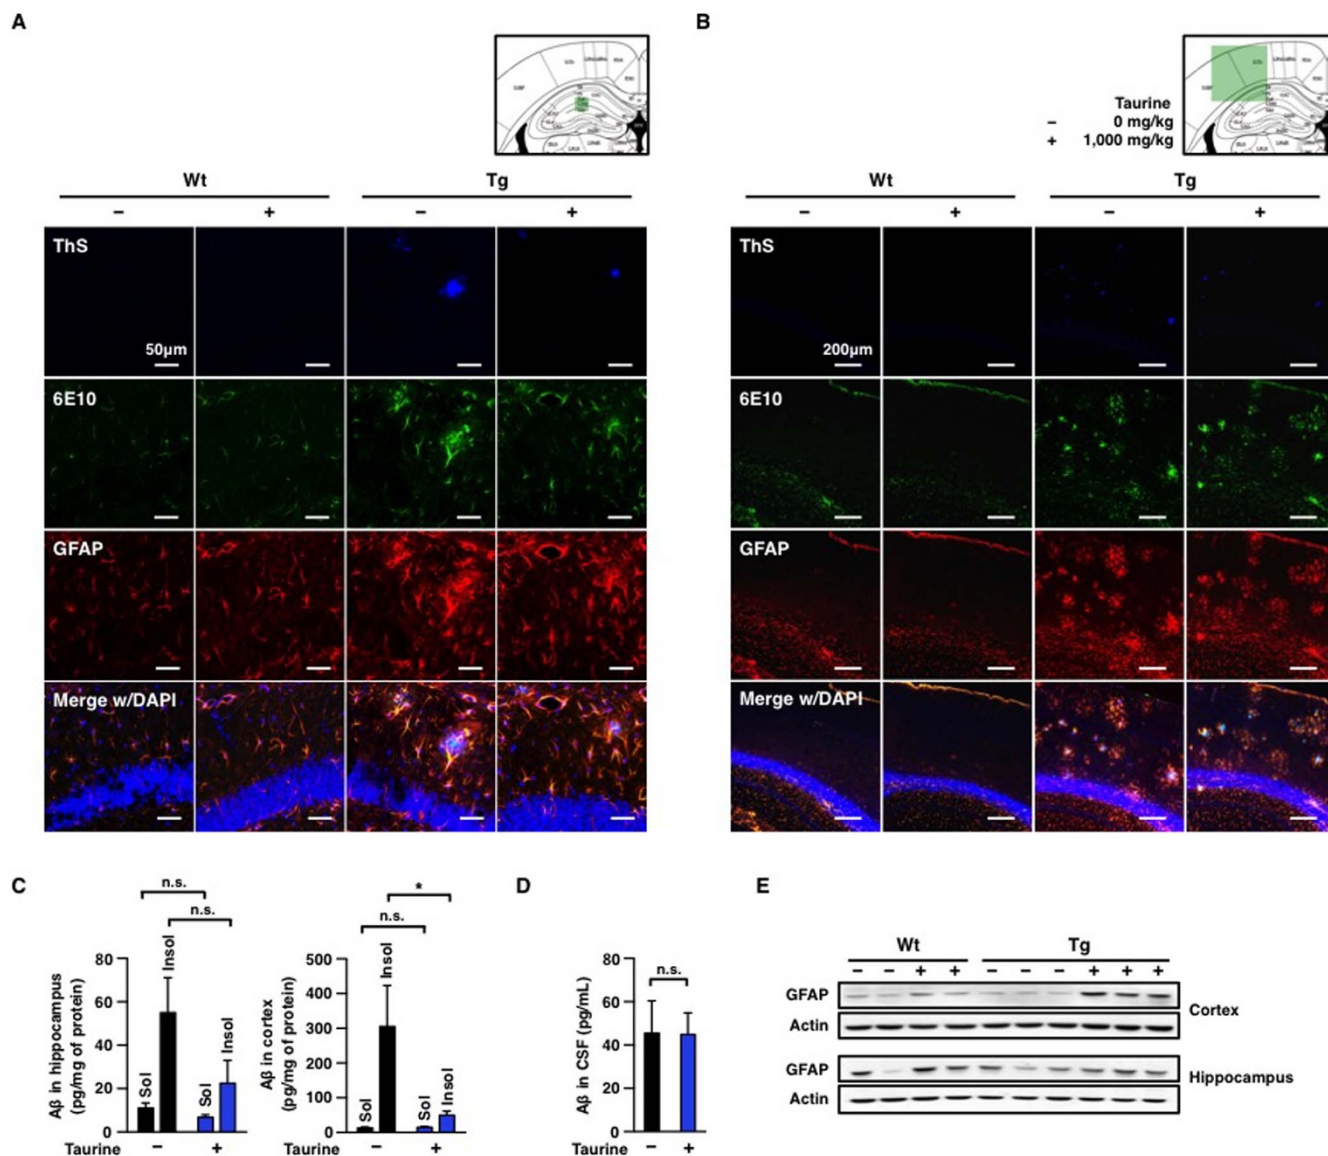 A
B
Taurine
– 0 mg/kg
+ 1,000 mg/kg
Wt Tg
– + – +
ThS
50µm
6E10
GFAP
Merge w/DAPI
Wt Tg
– + – +
ThS
200µm
6E10
GFAP
Merge w/DAPI
C
n.s.
n.s.
Aβ in hippocampus
(pg/mg of protein)
80
60
40
20
0
Sol
Insol
Sol
Insol
Taurine – +
*
n.s.
Aβ in cortex
(pg/mg of protein)
500
400
300
200
100
0
Sol
Insol
Sol
Insol
Taurine – +
D
n.s.
Aβ in CSF (pg/mL)
80
60
40
20
0
Taurine – +
E
Wt Tg
– – + + – – – + + +
GFAP
Actin
Cortex
GFAP
Actin
Hippocampus